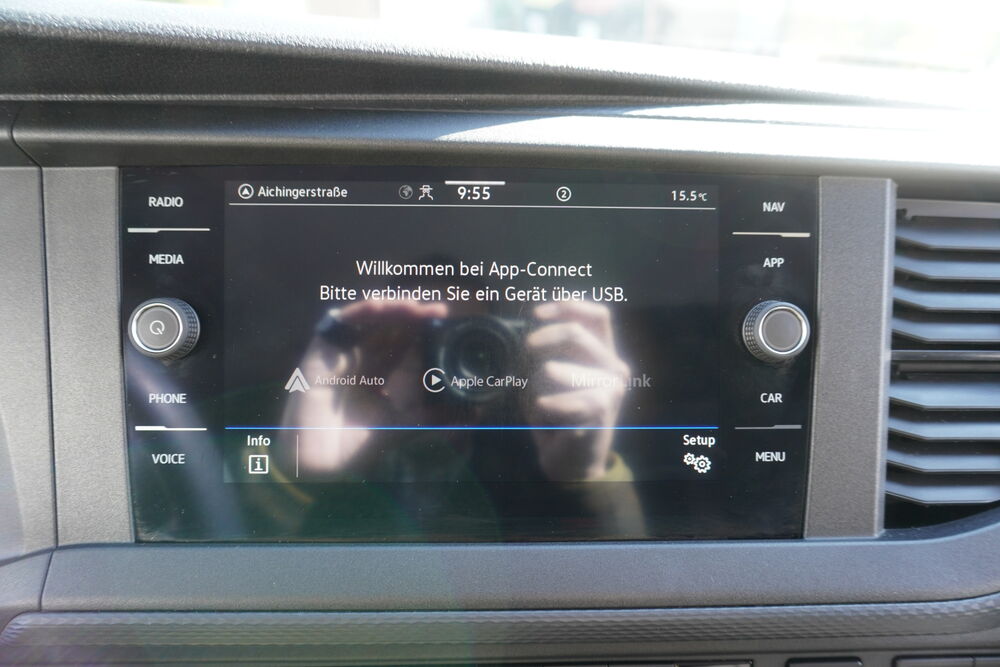 RADIO
MEDIA
PHONE
VOICE
Aichingerstraße 9:55 2 15.5°C
Willkommen bei App-Connect
Bitte verbinden Sie ein Gerät über USB.
Android Auto Apple CarPlay MirrorLink
Info Setup
NAV
APP
CAR
MENU